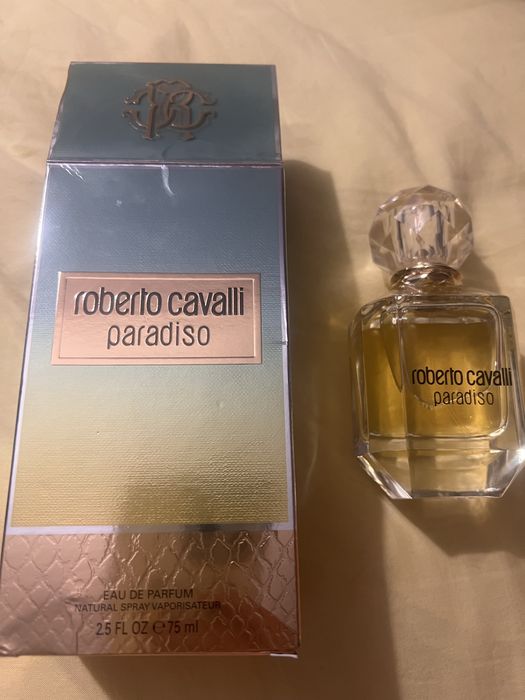 roberto cavalli
paradiso
EAU DE PARFUM
NATURAL SPRAY VAPORISATEUR
2.5 FL OZ e 75 ml
roberto cavalli
paradiso